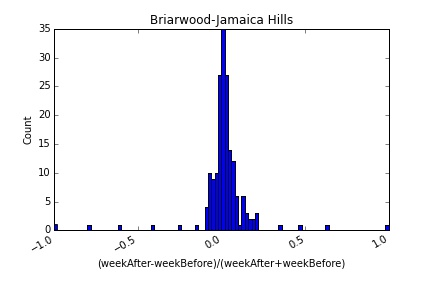 Briarwood-Jamaica Hills
35
30
25
20
15
10
5
0
Count
−1.0 −0.5 0.0 0.5 1.0
(weekAfter-weekBefore)/(weekAfter+weekBefore)